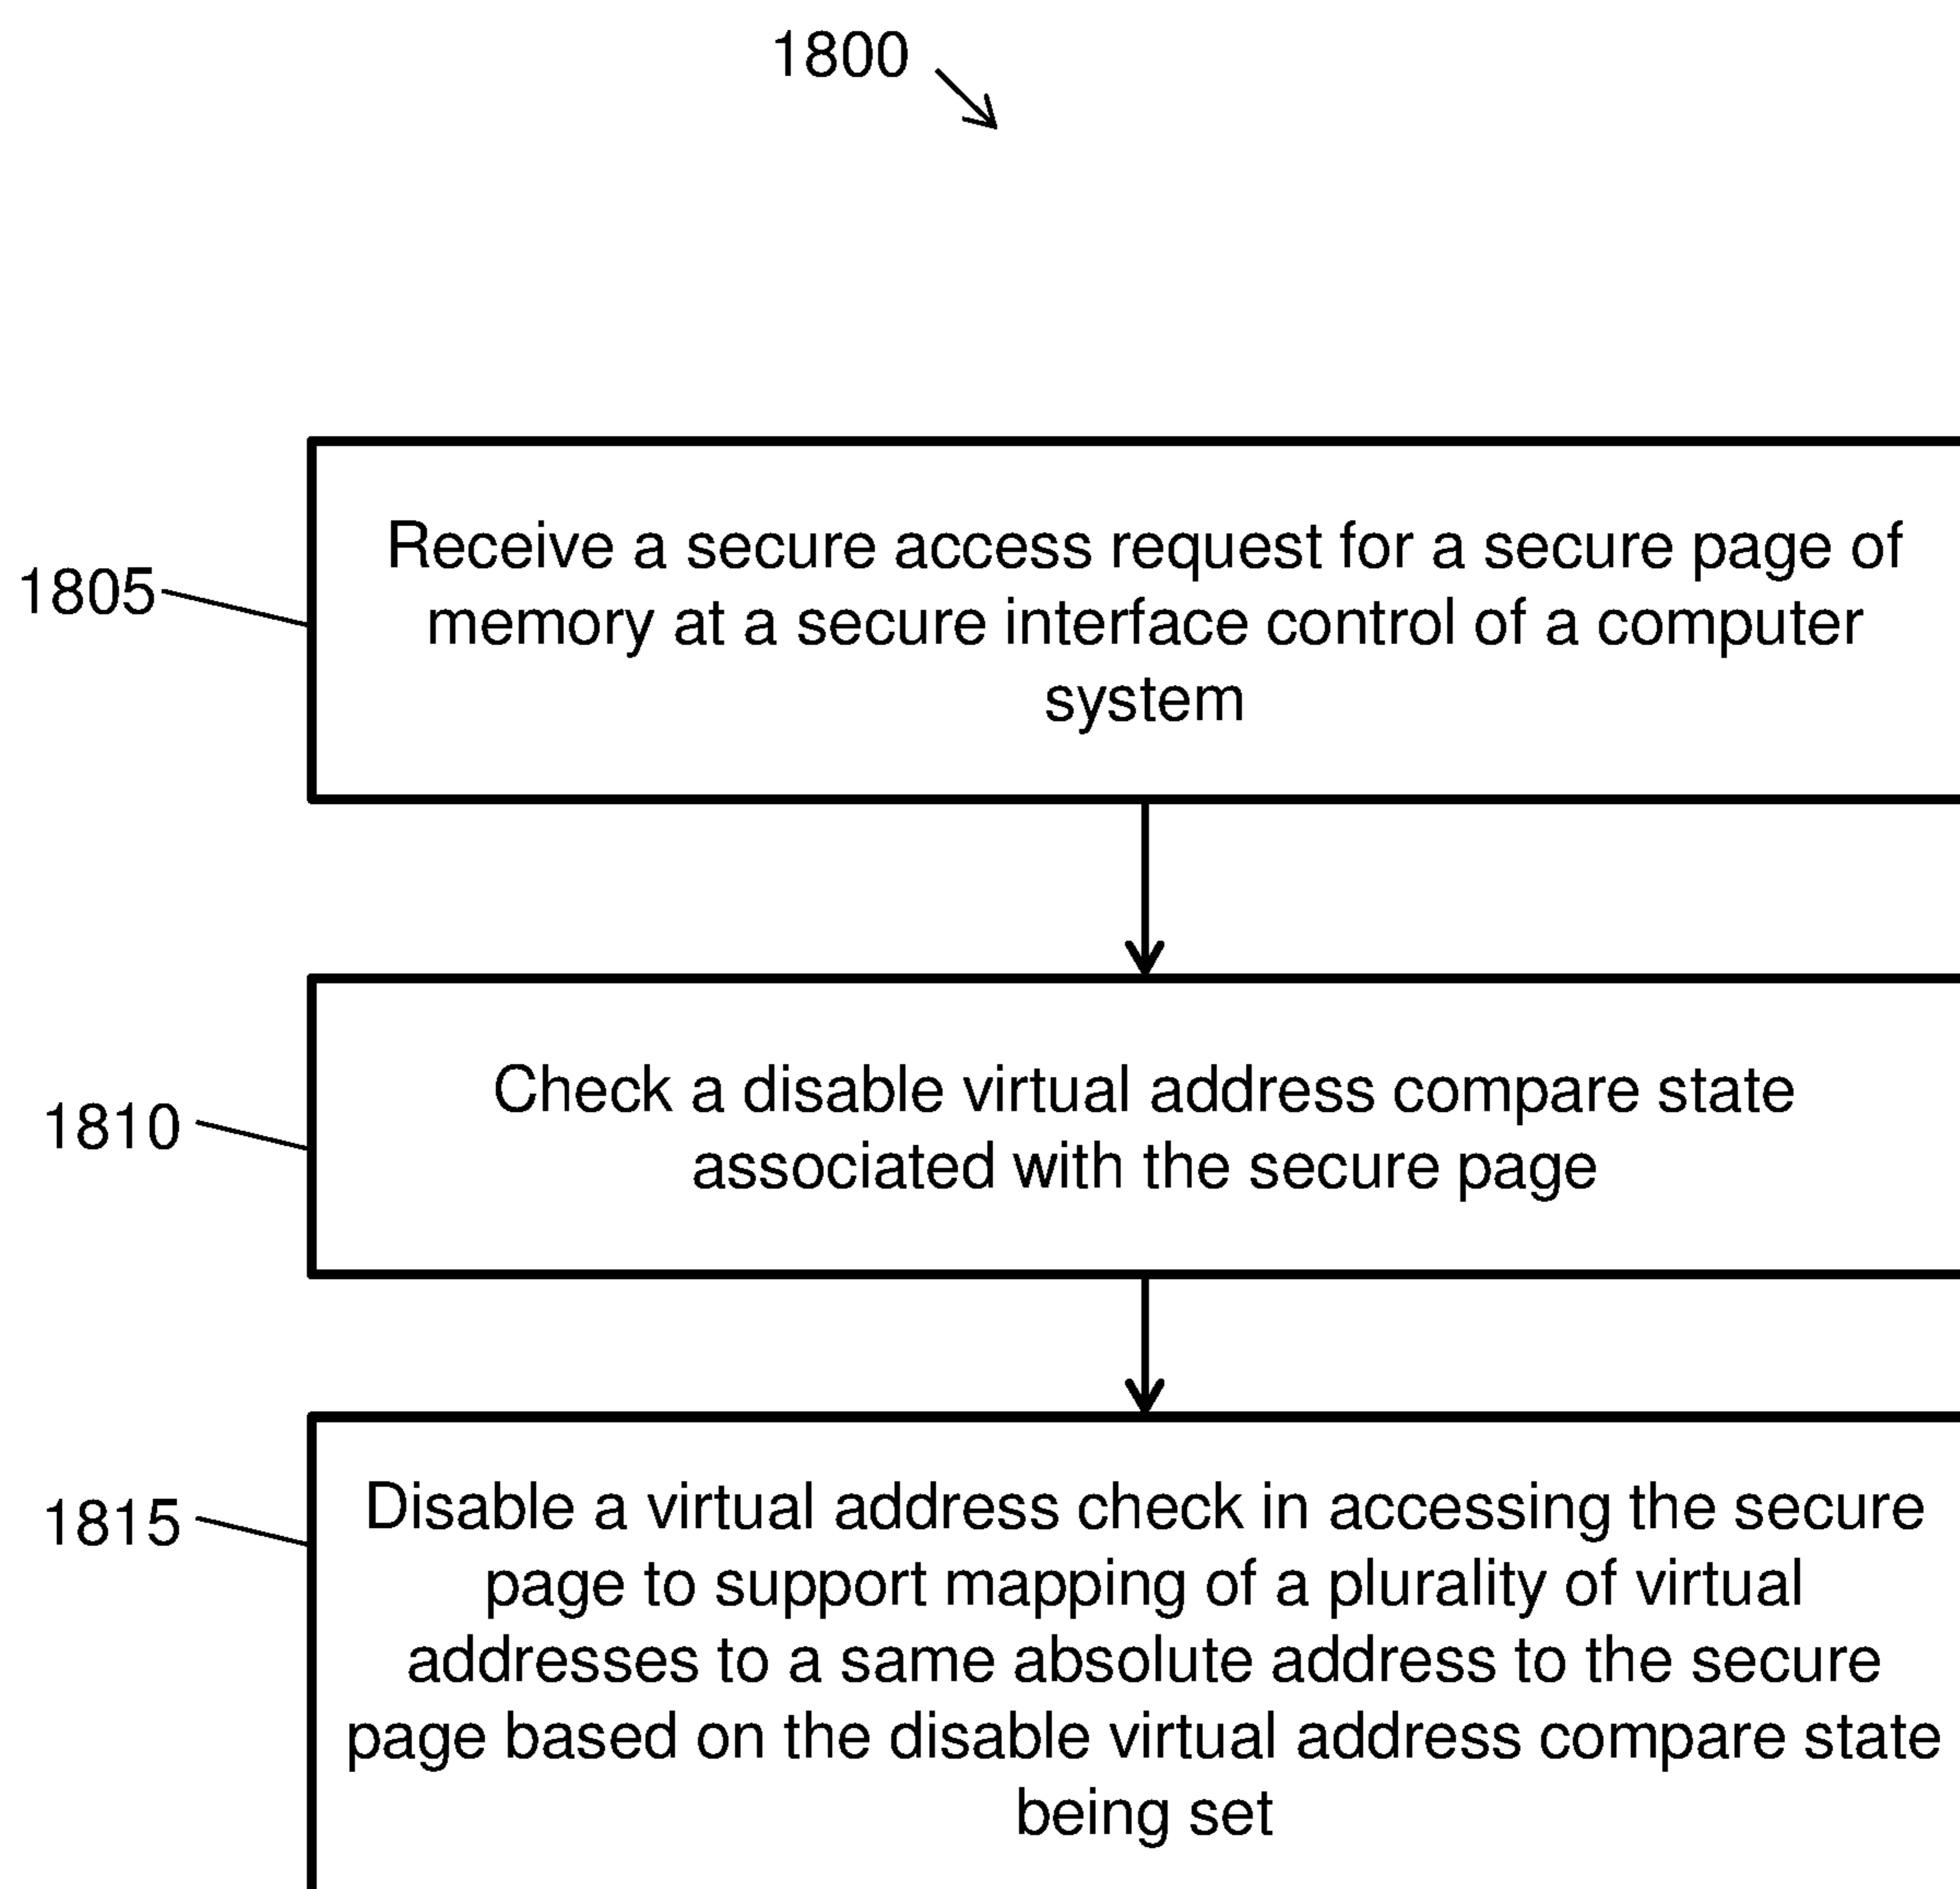 1800
1805
Receive a secure access request for a secure page of
memory at a secure interface control of a computer
system
1810
Check a disable virtual address compare state
associated with the secure page
1815
Disable a virtual address check in accessing the secure
page to support mapping of a plurality of virtual
addresses to a same absolute address to the secure
page based on the disable virtual address compare state
being set